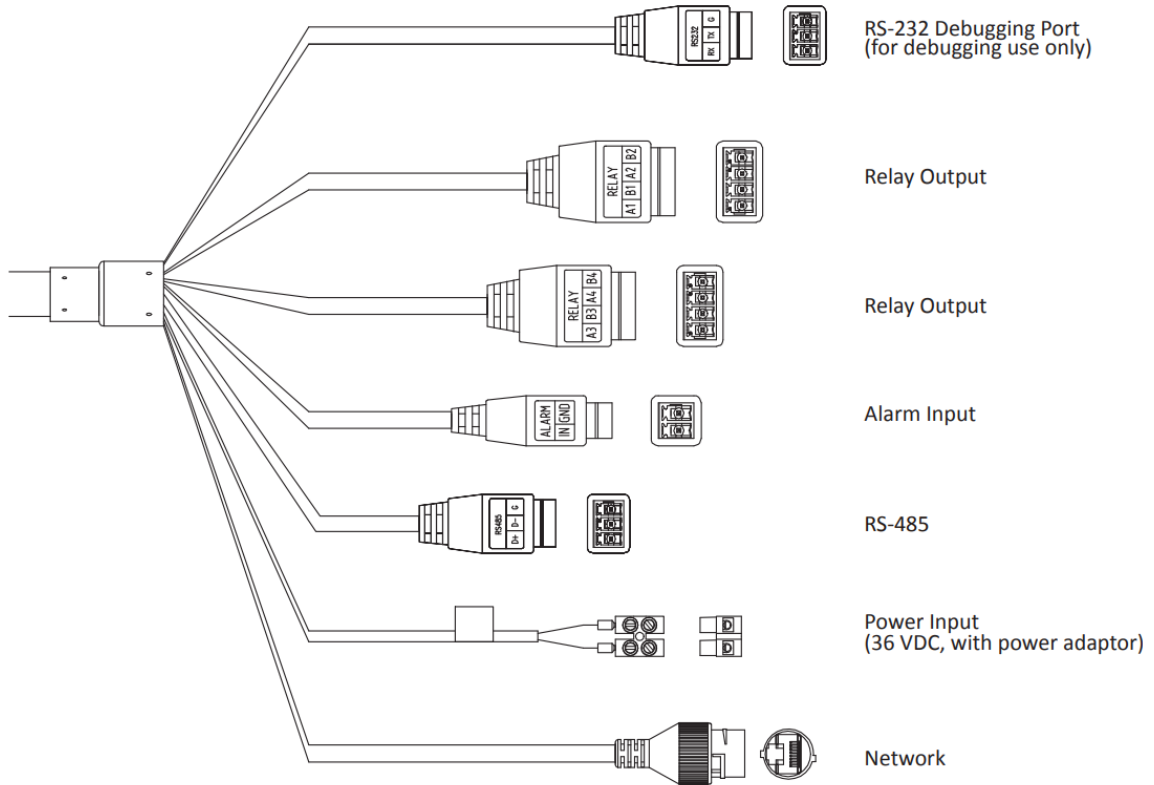 RS232
RX TX G
RS-232 Debugging Port
(for debugging use only)
RELAY
A1 B1 A2 B2
Relay Output
RELAY
A3 B3 A4 B4
Relay Output
ALARM
IN GND
Alarm Input
RS485
D+ D- G
RS-485
Power Input
(36 VDC, with power adaptor)
Network